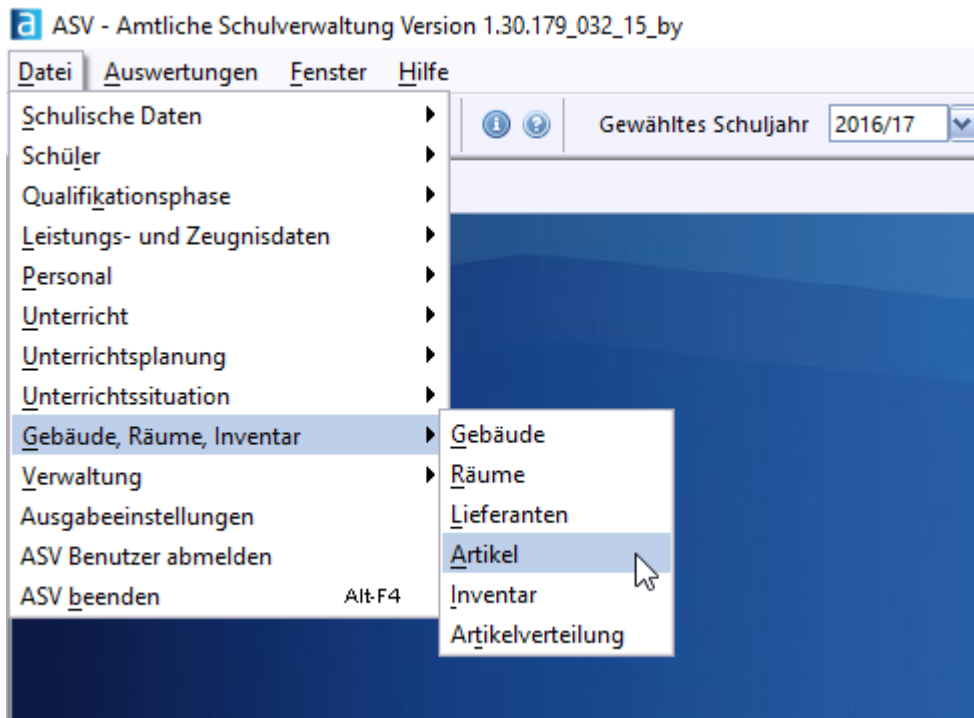 ASV - Amtliche Schulverwaltung Version 1.30.179_032_15_by
Datei Auswertungen Fenster Hilfe
Gewähltes Schuljahr 2016/17
Schulische Daten
Schüler
Qualifikationsphase
Leistungs- und Zeugnisdaten
Personal
Unterricht
Unterrichtsplanung
Unterrichtssituation
Gebäude, Räume, Inventar
Verwaltung
Ausgabeeinstellungen
ASV Benutzer abmelden
ASV beenden Alt-F4
Gebäude
Räume
Lieferanten
Artikel
Inventar
Artikelverteilung